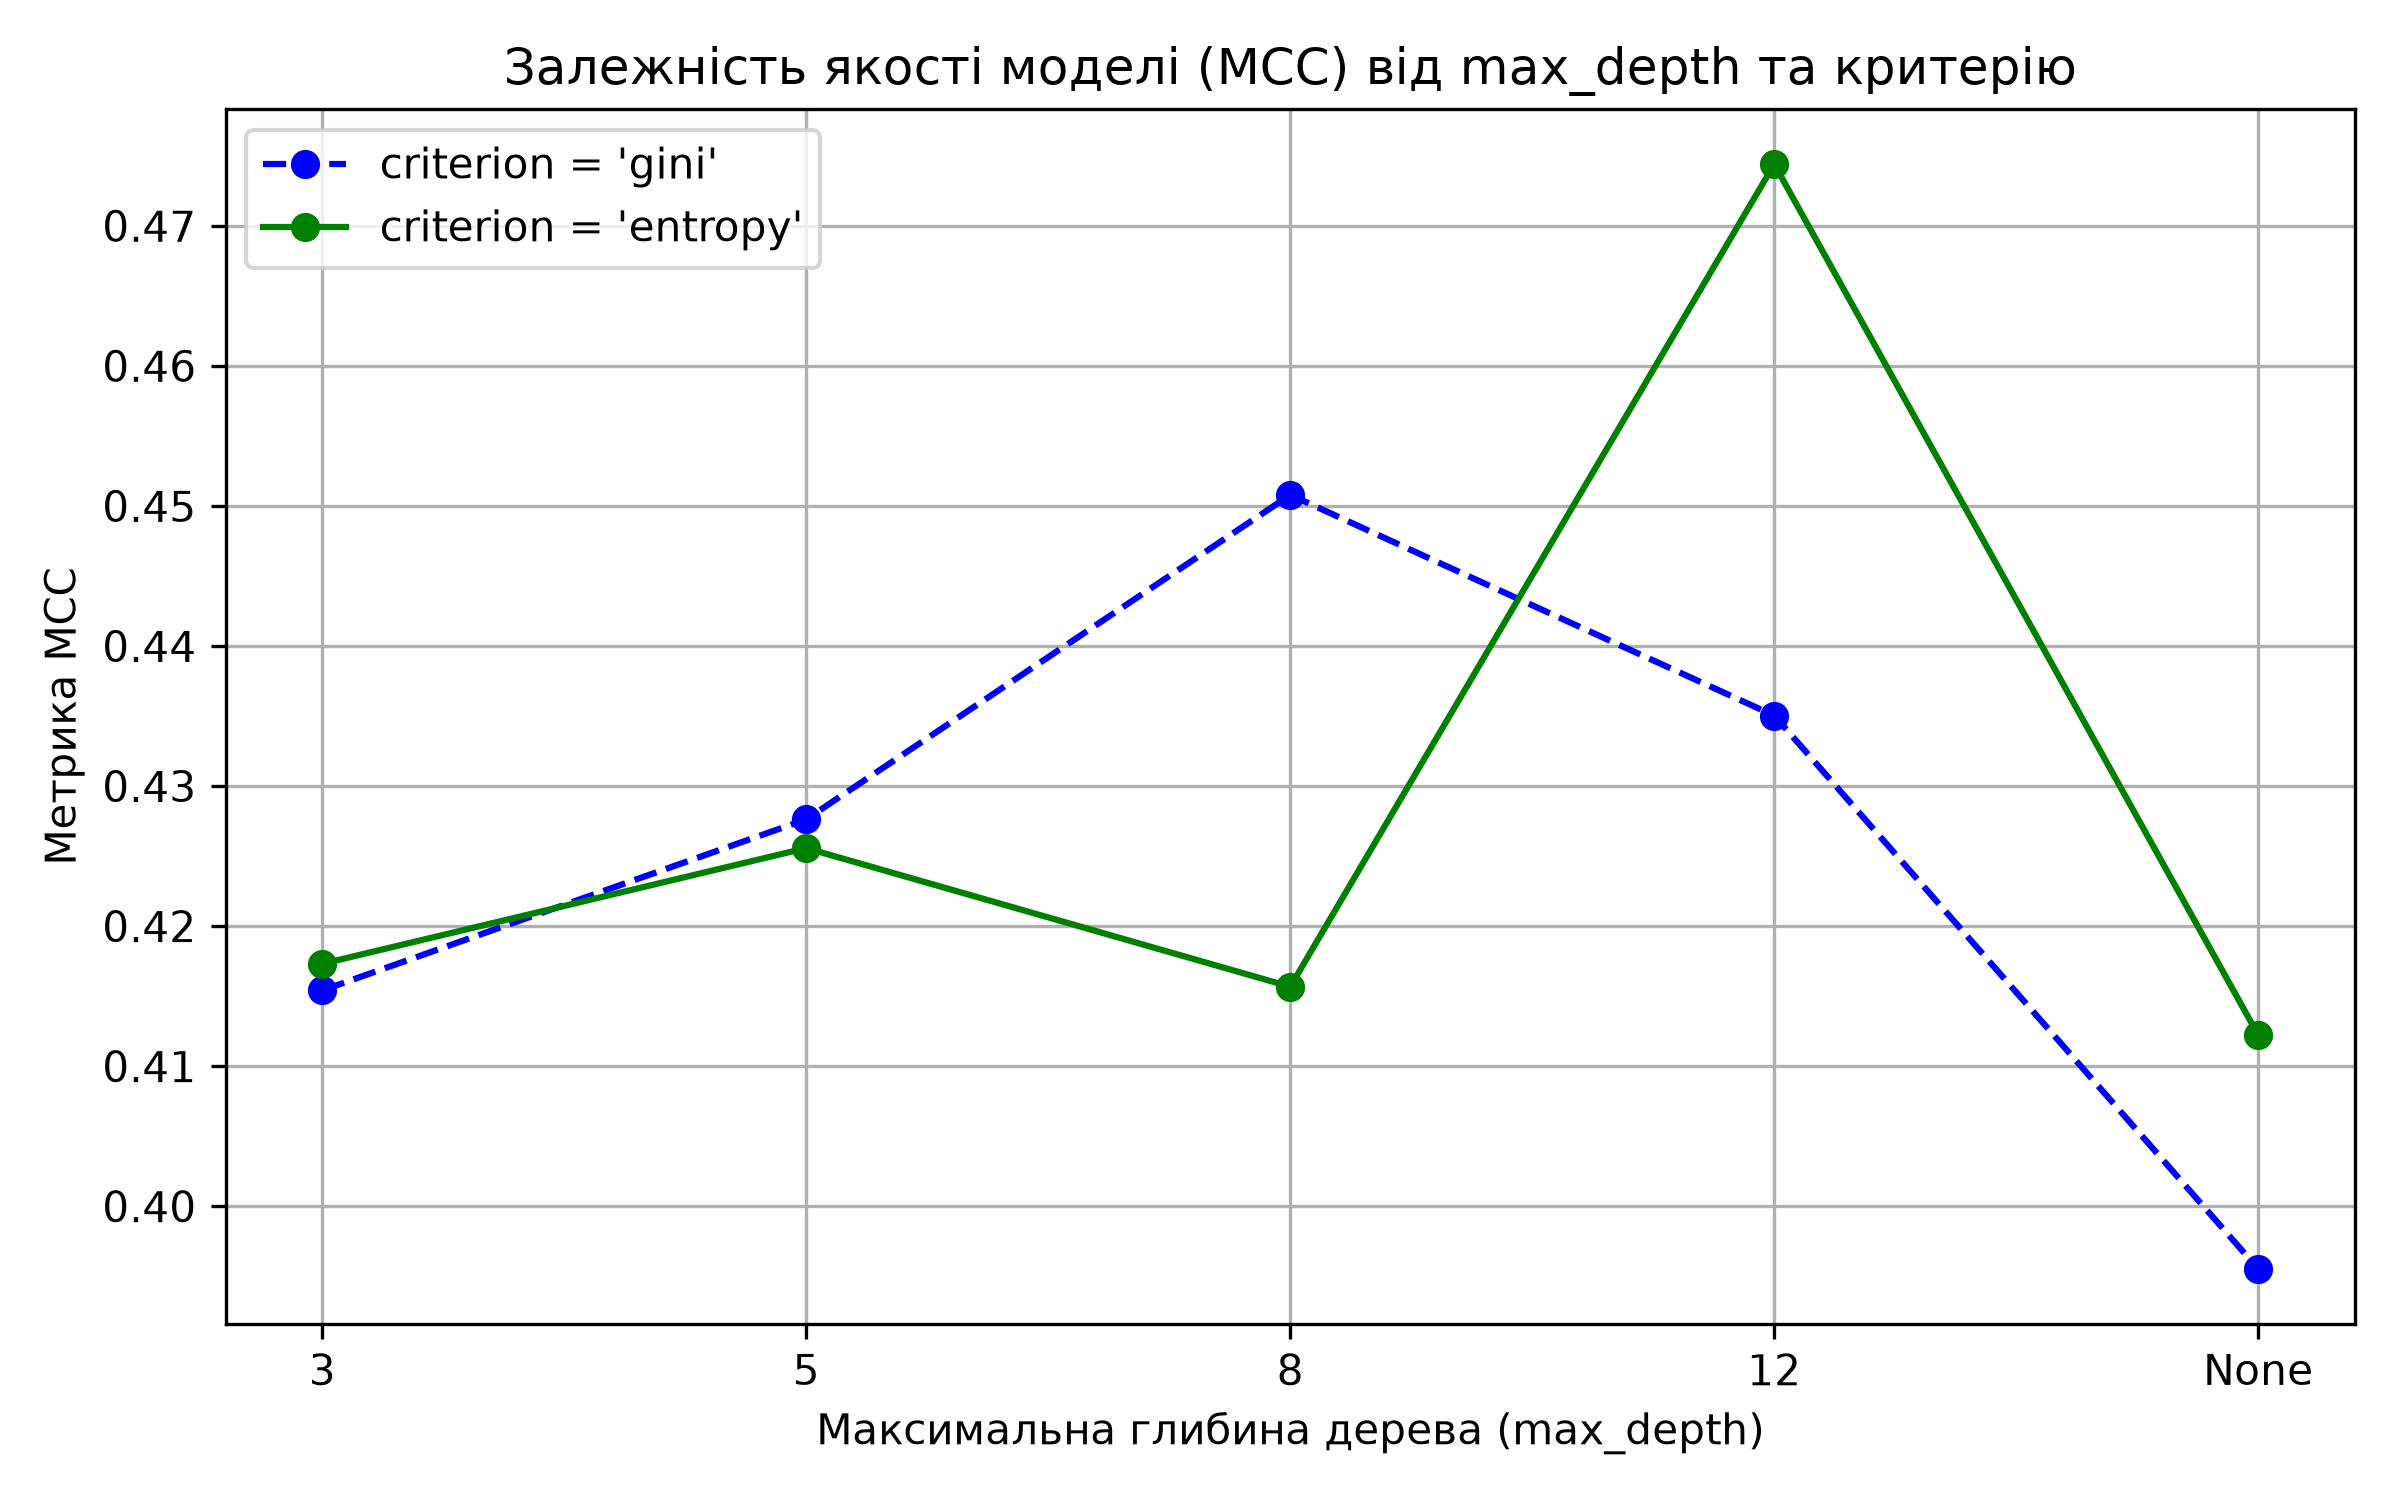 Залежність якості моделі (MCC) від max_depth та критерію
criterion = 'gini'
criterion = 'entropy'
Метрика MCC
0.47
0.46
0.45
0.44
0.43
0.42
0.41
0.40
3 5 8 12 None
Максимальна глибина дерева (max_depth)